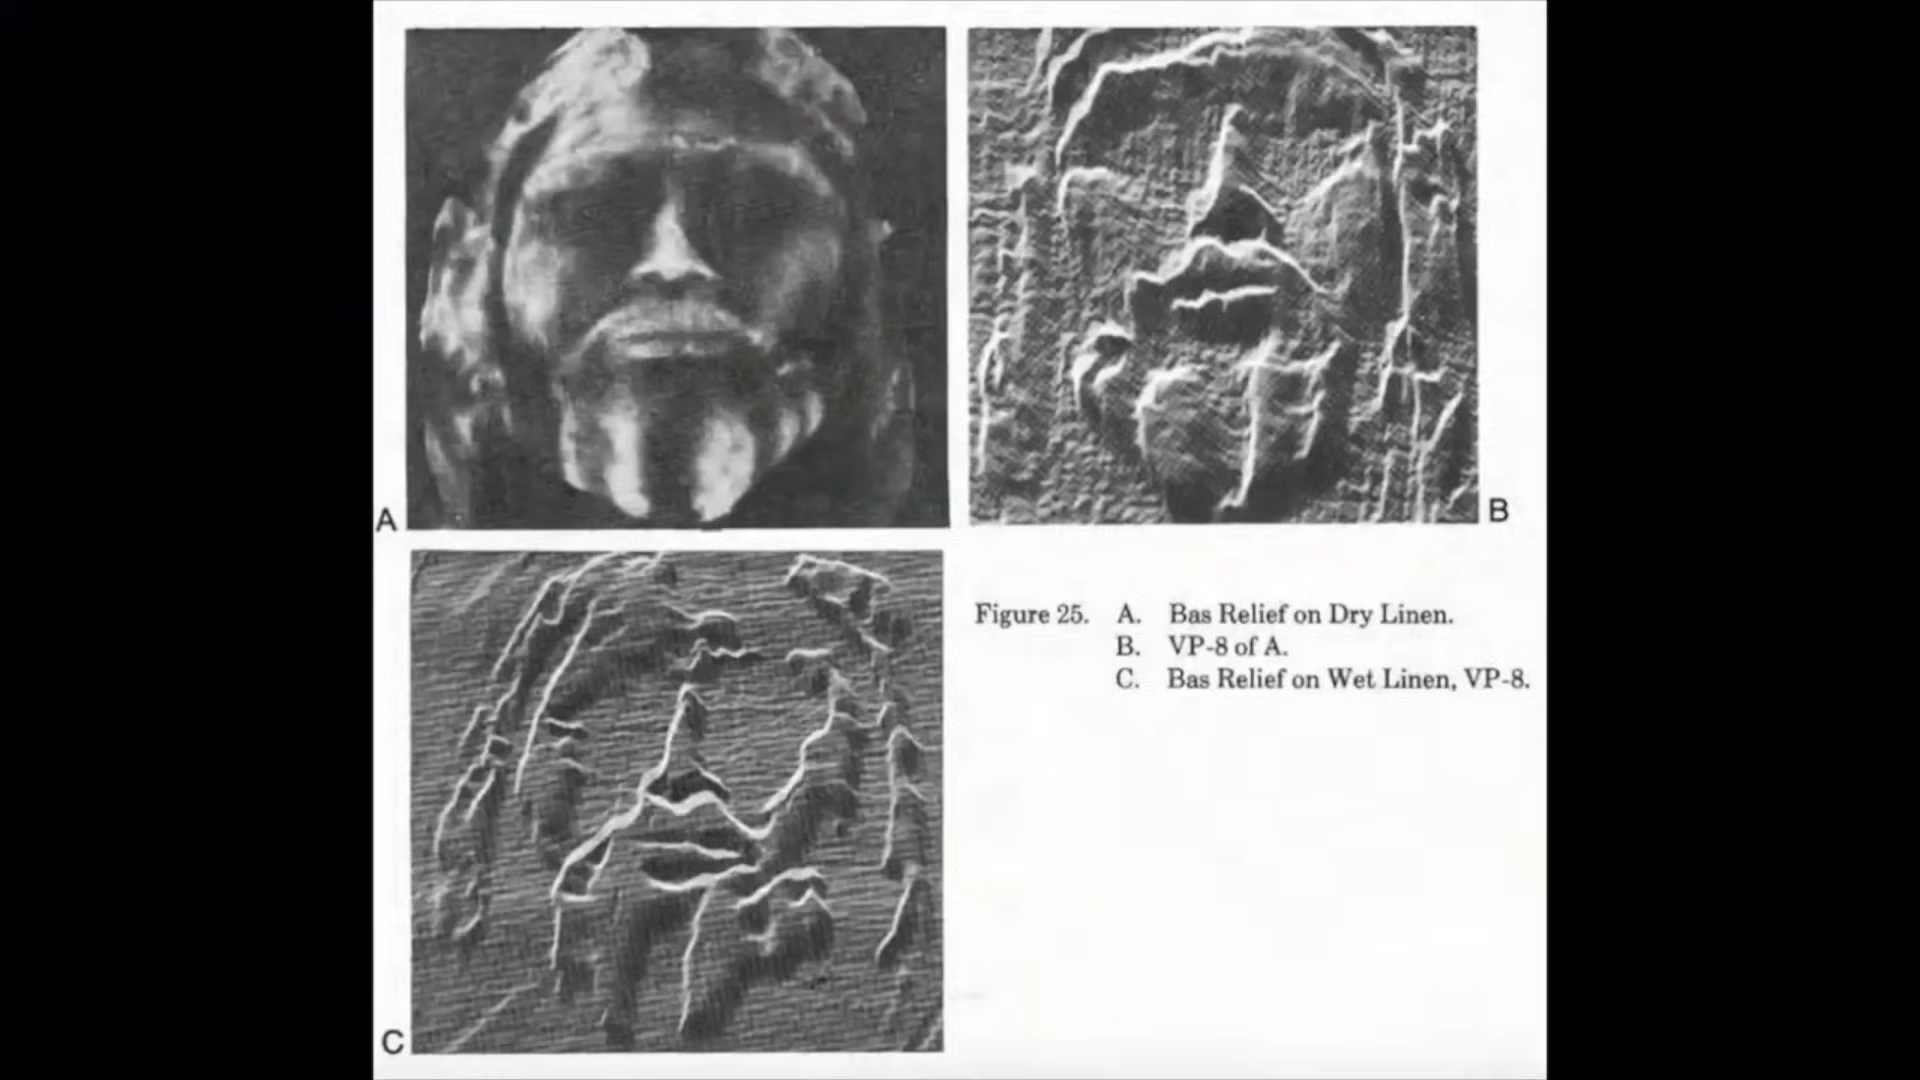 A
B
C
Figure 25. A. Bas Relief on Dry Linen.
B. VP-8 of A.
C. Bas Relief on Wet Linen, VP-8.